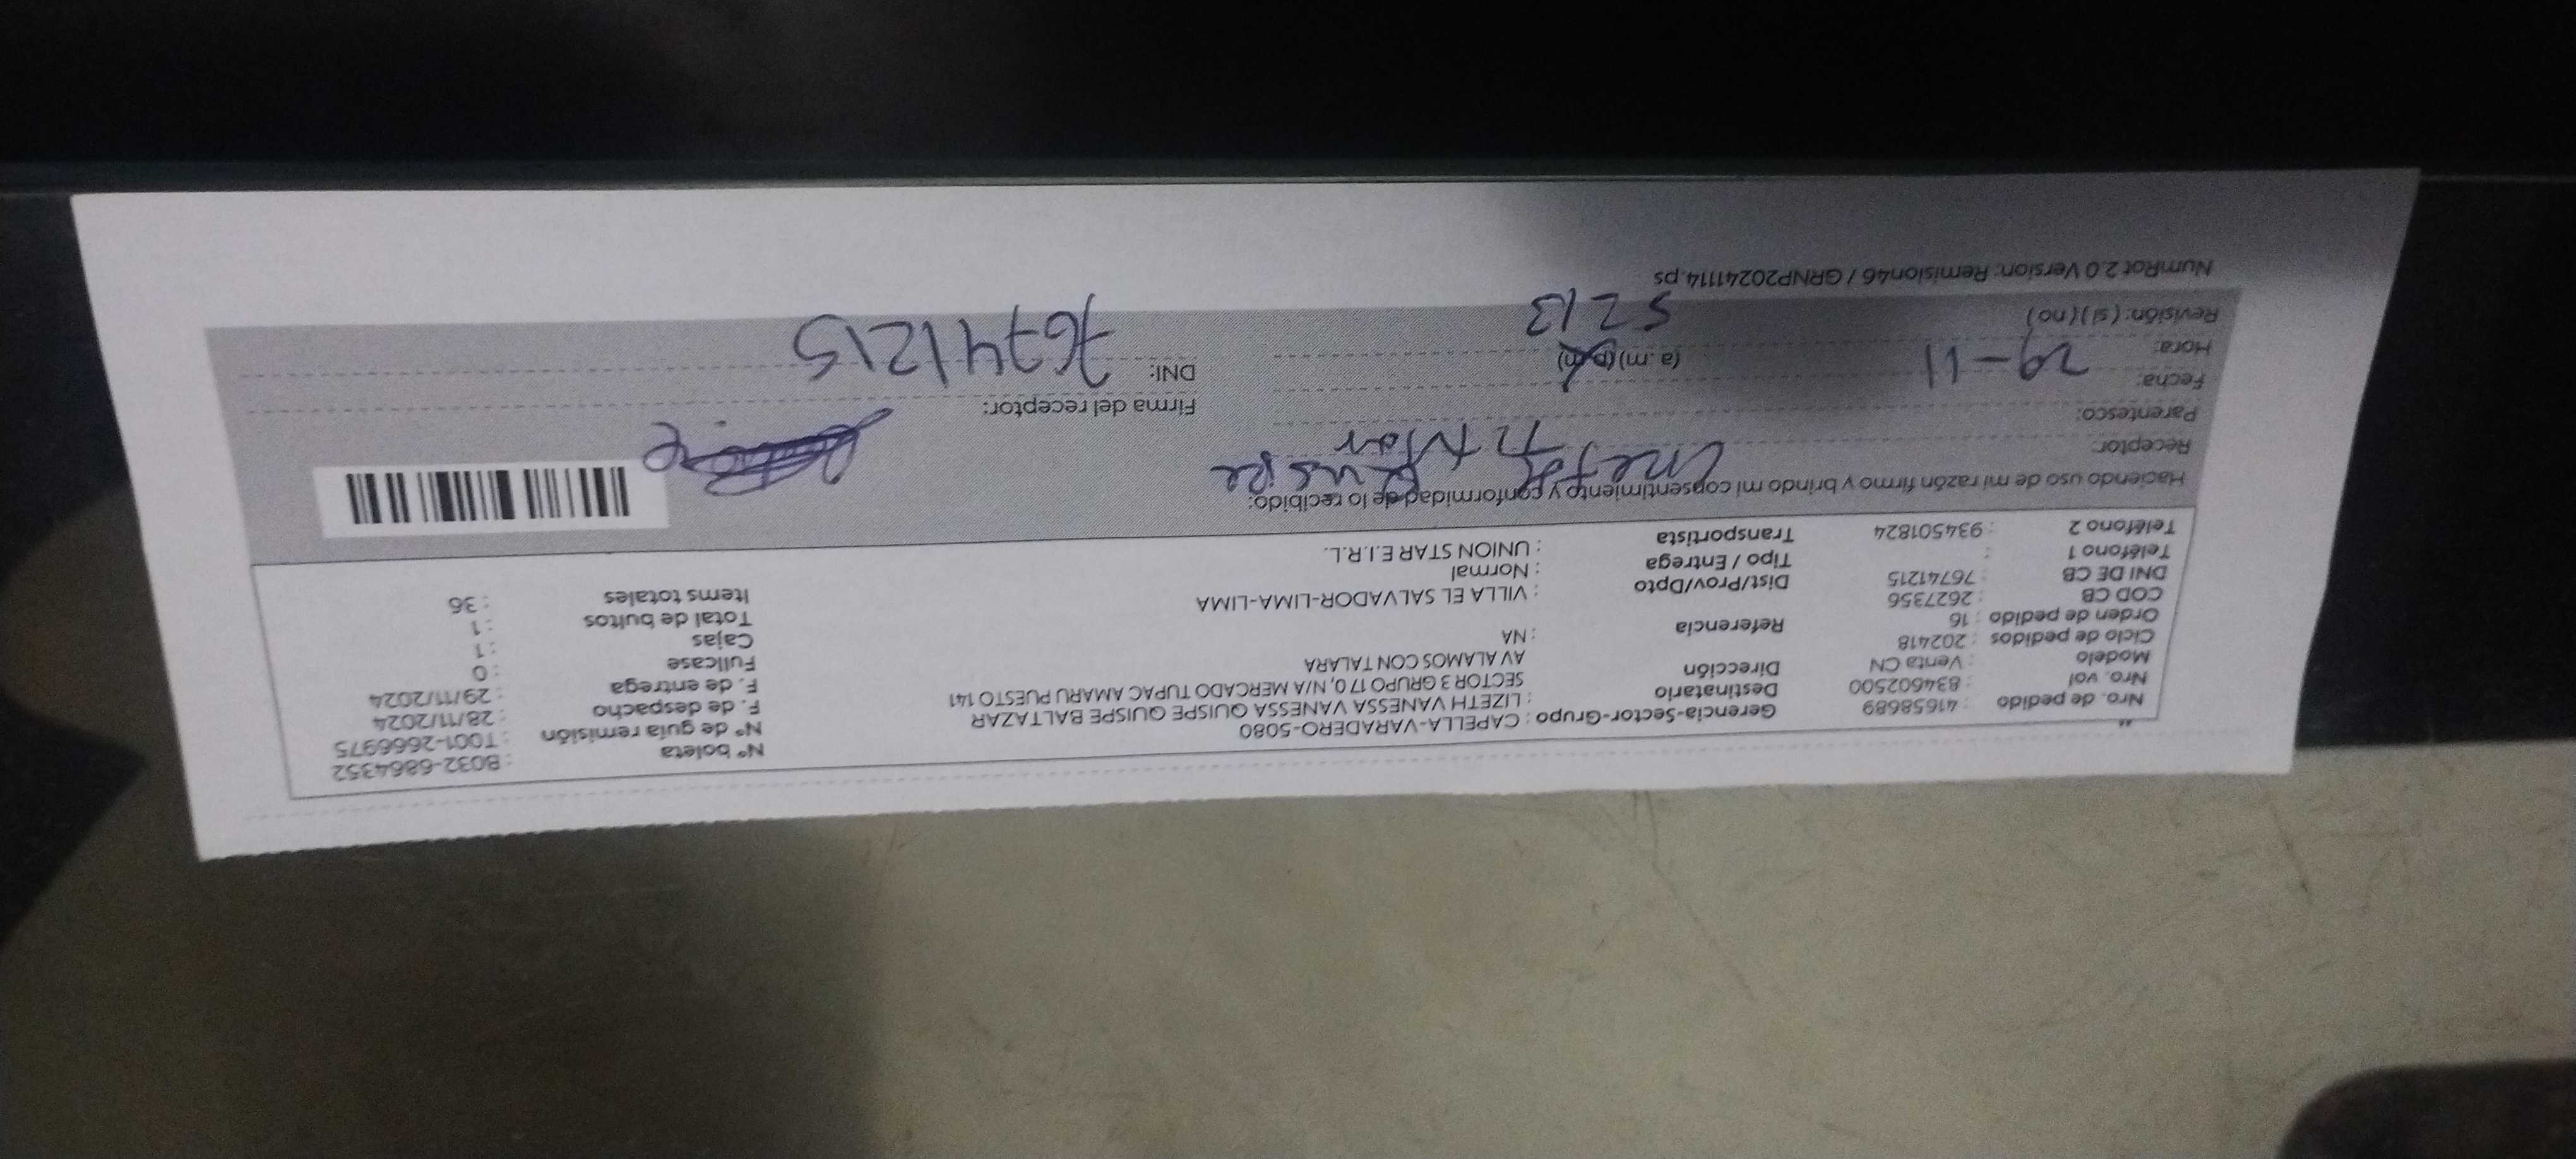 **
Nro. de pedido : 41658689 Gerencia-Sector-Grupo : CAPELLA-VARADERO-5080 N° boleta : B032-6864352
Nro. vol : 834602500 Destinatario : LIZETH VANESSA VANESSA QUISPE QUISPE BALTAZAR N° de guía remisión : T001-2666975
Modelo : Venta CN Dirección SECTOR 3 GRUPO 17 0, N/A MERCADO TUPAC AMARU PUESTO 141 F. de despacho : 28/11/2024
Ciclo de pedidos : 202418 AV ALAMOS CON TALARA F. de entrega : 29/11/2024
Orden de pedido : 16 Referencia : NA Fullcase : 0
COD CB : 2627356 Dist/Prov/Dpto : VILLA EL SALVADOR-LIMA-LIMA Cajas : 1
DNI DE CB : 76741215 Tipo / Entrega : Normal Total de bultos : 1
Teléfono 1 : Transportista : UNION STAR E.I.R.L. Items totales : 36
Teléfono 2 : 934501824
Haciendo uso de mi razón firmo y brindo mi consentimiento y conformidad de lo recibido:
Receptor:
Parentesco: Firma del receptor:
Fecha: 29-11 DNI: 76741215
Hora: (a.m)(p.m)
Revisión: (si)(no) 5213
NumRot 2.0 Version: Remision46 / GRNP20241114.ps